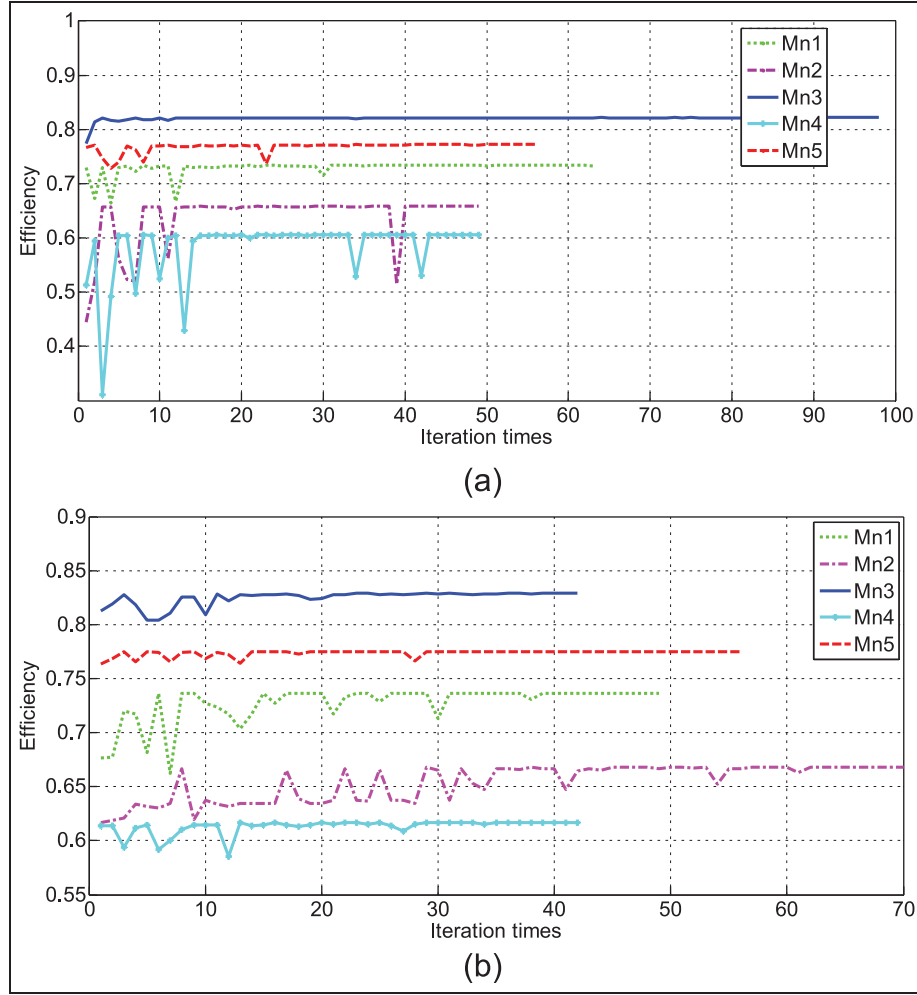 1
0.9
0.8
0.7
0.6
0.5
0.4
Efficiency
Mn1
Mn2
Mn3
Mn4
Mn5
0 10 20 30 40 50 60 70 80 90 100
Iteration times
(a)
0.9
0.85
0.8
0.75
0.7
0.65
0.6
0.55
Efficiency
Mn1
Mn2
Mn3
Mn4
Mn5
0 10 20 30 40 50 60 70
Iteration times
(b)